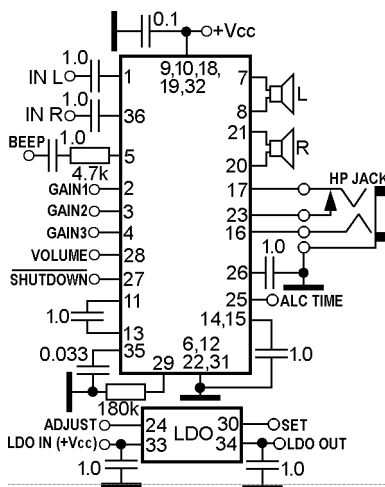 0.1
+Vcc
1.0
9,10,18,
19,32
IN L
1
7
L
1.0
8
IN R
36
21
BEEP
1.0
5
R
4.7k
20
HP JACK
GAIN1
2
17
GAIN2
3
23
GAIN3
4
16
VOLUME
28
1.0
SHUTDOWN
27
26
11
25
ALC TIME
1.0
14,15
13
0.033
35
6,12
1.0
29
22,31
180k
ADJUST
24
LDO
30
SET
LDO IN (+Vcc)
33
34
LDO OUT
1.0
1.0